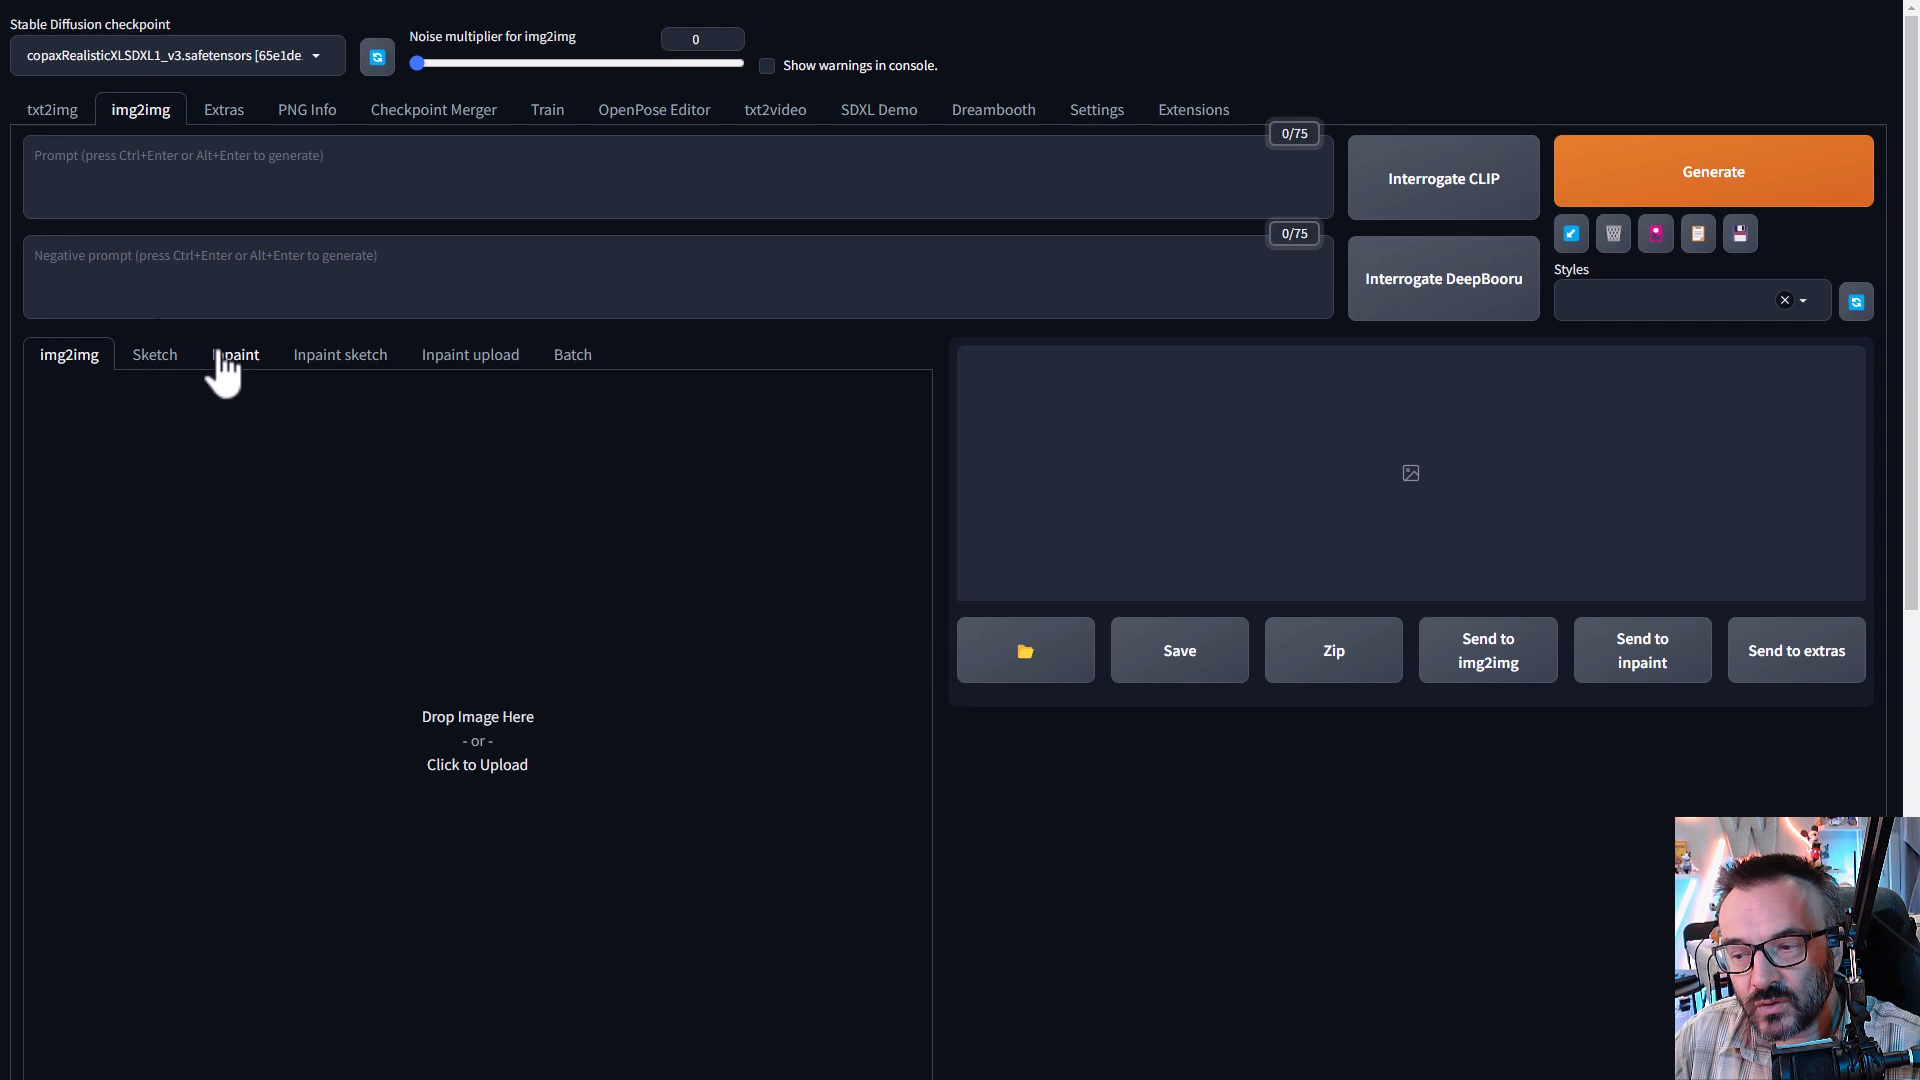 Stable Diffusion checkpoint
copaxRealisticXLSDXL1_v3.safetensors [65e1de
Noise multiplier for img2img
0
Show warnings in console.
txt2img img2img Extras PNG Info Checkpoint Merger Train OpenPose Editor txt2video SDXL Demo Dreambooth Settings Extensions
0/75
Prompt (press Ctrl+Enter or Alt+Enter to generate)
Interrogate CLIP
Generate
0/75
Negative prompt (press Ctrl+Enter or Alt+Enter to generate)
Interrogate DeepBooru
Styles
img2img Sketch Inpaint Inpaint sketch Inpaint upload Batch
Drop Image Here
- or -
Click to Upload
Save
Zip
Send to
img2img
Send to
inpaint
Send to extras